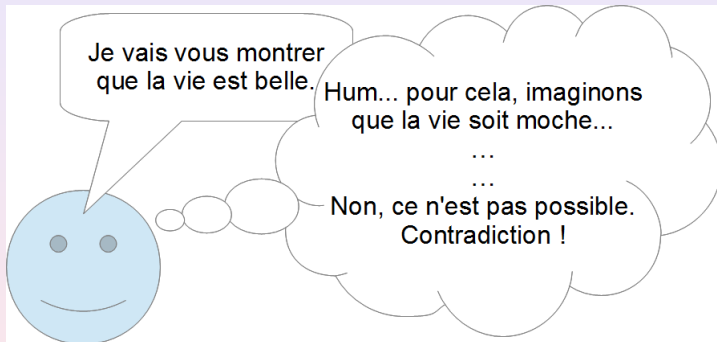 Je vais vous montrer
que la vie est belle.
Hum... pour cela, imaginons
que la vie soit moche...
...
...
Non, ce n'est pas possible.
Contradiction !